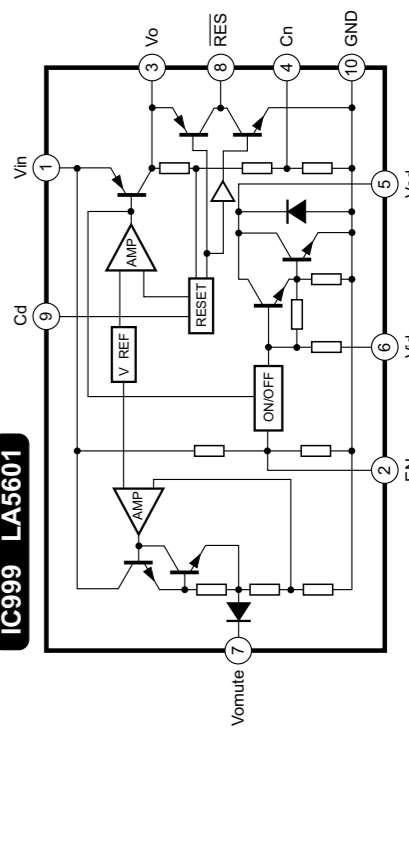 IC999 LA5601
Vin
1
Cd
9
Vo
3
RES
8
Cn
4
GND
10
AMP
V REF
RESET
AMP
ON/OFF
5
6
2
EN
7
Vomute